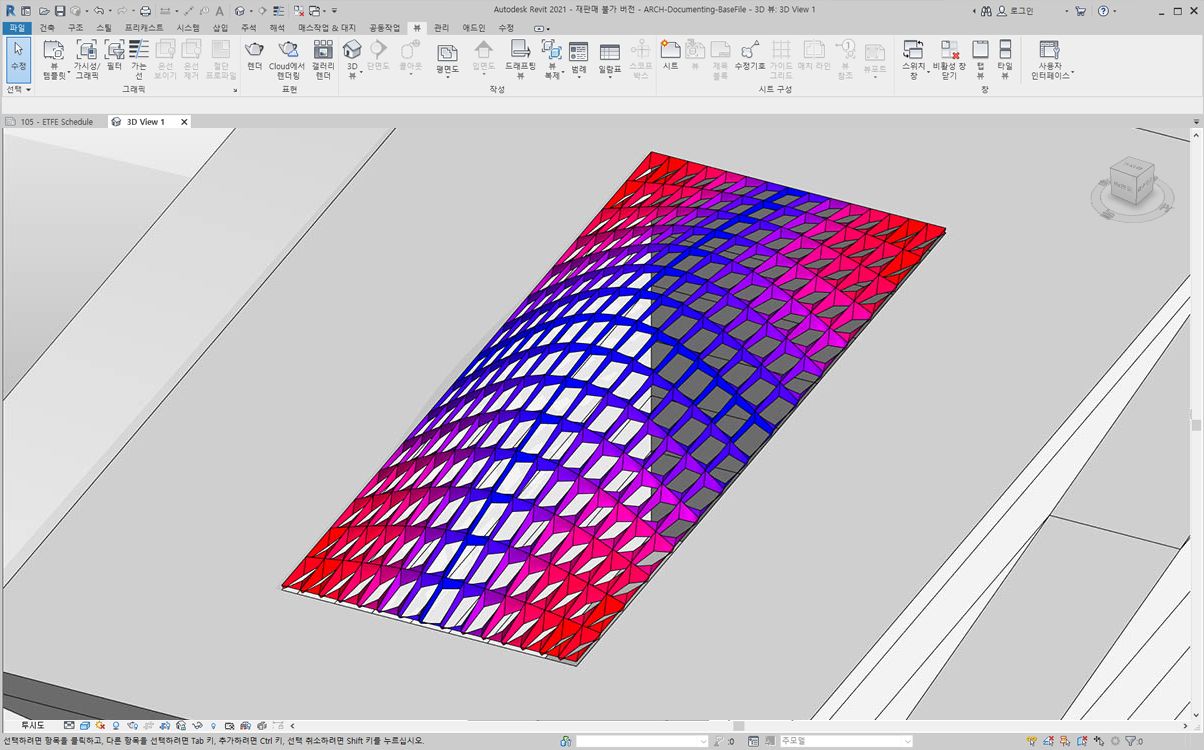 Autodesk Revit 2021 - 재판매 불가 버전 - ARCH-Documenting-BaseFile - 3D 뷰: 3D View 1
로그인
파일 건축 구조 스틸 프리캐스트 시스템 삽입 주석 해석 매스작업 & 대지 공동작업 뷰 관리 애드인 수정
수정
뷰 템플릿
가시성/ 그래픽
필터
가는 선
은선 보이기
은선 제거
절단 프로파일
렌더
Cloud에서 렌더링
갤러리 렌더
3D 뷰
단면도
콜아웃
평면도
입면도
드래프팅 뷰
뷰 복제
범례
일람표
스코프 박스
시트
뷰
제목 블록
수정기호
가이드 그리드
매치 라인
뷰 참조
뷰포트
스위치 창
비활성 창 닫기
탭 뷰
타일 뷰
사용자 인터페이스
선택 그래픽 표현 작성 시트 구성 창
105 - ETFE Schedule
3D View 1
투시도
선택하려면 항목을 클릭하고, 다른 항목을 선택하려면 Tab 키, 추가하려면 Ctrl 키, 선택 취소하려면 Shift 키를 누르십시오.
:0
주모델
:0